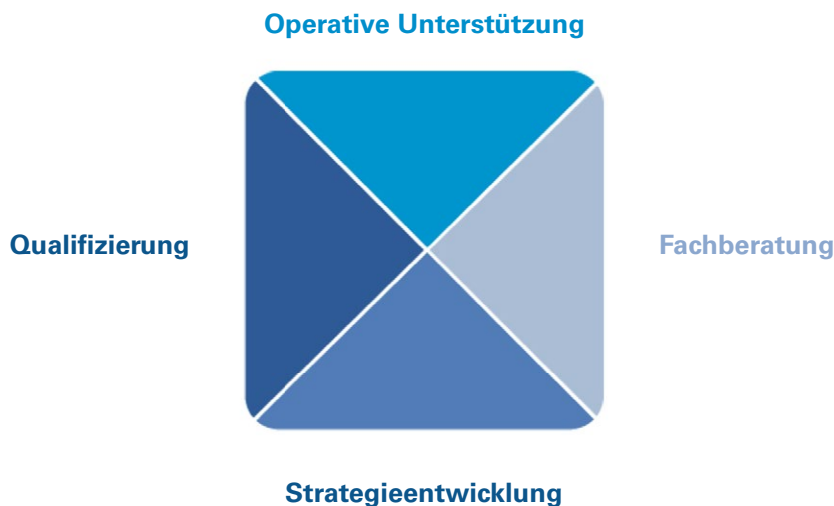 Operative Unterstützung
Qualifizierung
Fachberatung
Strategieentwicklung